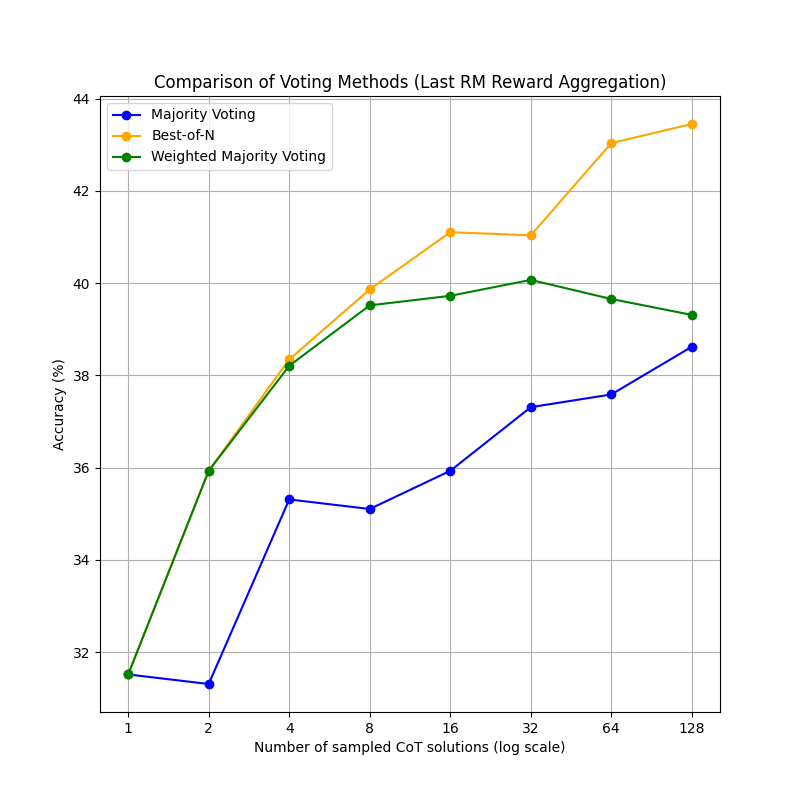 Comparison of Voting Methods (Last RM Reward Aggregation)
Majority Voting
Best-of-N
Weighted Majority Voting
Accuracy (%)
44
42
40
38
36
34
32
1 2 4 8 16 32 64 128
Number of sampled CoT solutions (log scale)